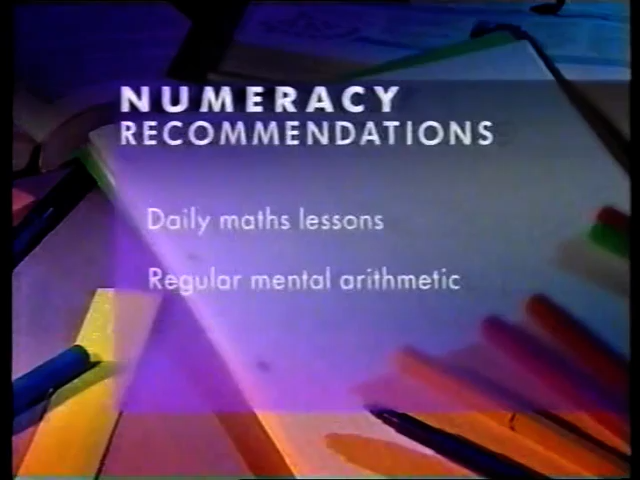 NUMERACY
RECOMMENDATIONS
Daily maths lessons
Regular mental arithmetic